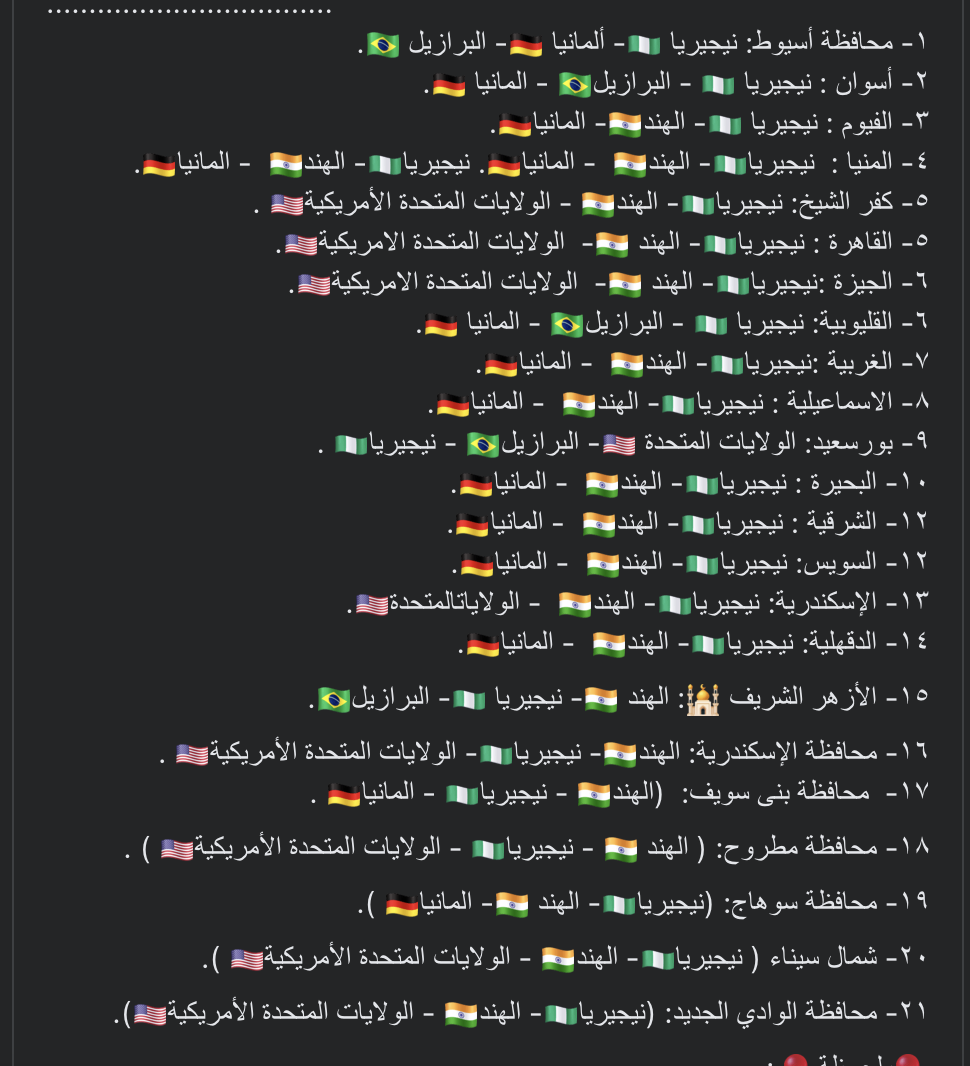 ................................
١- محافظة أسيوط: نيجيريا 🇳🇬- ألمانيا 🇩🇪- البرازيل 🇧🇷.
٢- أسوان : نيجيريا 🇳🇬 - البرازيل🇧🇷 - المانيا 🇩🇪.
٣- الفيوم : نيجيريا 🇳🇬- الهند🇮🇳- المانيا🇩🇪.
٤- المنيا : نيجيريا🇳🇬- الهند🇮🇳 - المانيا🇩🇪. نيجيريا🇳🇬- الهند🇮🇳 - المانيا🇩🇪.
٥- كفر الشيخ: نيجيريا🇳🇬- الهند🇮🇳 - الولايات المتحدة الأمريكية🇺🇸 .
٥- القاهرة : نيجيريا🇳🇬- الهند 🇮🇳- الولايات المتحدة الامريكية🇺🇸.
٦- الجيزة :نيجيريا🇳🇬- الهند 🇮🇳- الولايات المتحدة الامريكية🇺🇸.
٦- القليوبية: نيجيريا 🇳🇬 - البرازيل🇧🇷 - المانيا 🇩🇪.
٧- الغربية :نيجيريا🇳🇬- الهند🇮🇳 - المانيا🇩🇪.
٨- الاسماعيلية : نيجيريا🇳🇬- الهند🇮🇳 - المانيا🇩🇪.
٩- بورسعيد: الولايات المتحدة 🇺🇸- البرازيل🇧🇷 - نيجيريا🇳🇬 .
١٠- البحيرة : نيجيريا🇳🇬- الهند🇮🇳 - المانيا🇩🇪.
١٢- الشرقية : نيجيريا🇳🇬- الهند🇮🇳 - المانيا🇩🇪.
١٢- السويس: نيجيريا🇳🇬- الهند🇮🇳 - المانيا🇩🇪.
١٣- الإسكندرية: نيجيريا🇳🇬- الهند🇮🇳 - الولاياتالمتحدة🇺🇸.
١٤- الدقهلية: نيجيريا🇳🇬- الهند🇮🇳 - المانيا🇩🇪.
١٥- الأزهر الشريف 🕌: الهند 🇮🇳- نيجيريا 🇳🇬- البرازيل🇧🇷.
١٦- محافظة الإسكندرية: الهند🇮🇳- نيجيريا🇳🇬- الولايات المتحدة الأمريكية🇺🇸 .
١٧- محافظة بنى سويف: (الهند🇮🇳 - نيجيريا🇳🇬 - المانيا🇩🇪 .
١٨- محافظة مطروح: ( الهند 🇮🇳 - نيجيريا🇳🇬 - الولايات المتحدة الأمريكية🇺🇸 ) .
١٩- محافظة سوهاج: (نيجيريا🇳🇬- الهند 🇮🇳- المانيا🇩🇪 ).
٢٠- شمال سيناء ( نيجيريا🇳🇬- الهند🇮🇳 - الولايات المتحدة الأمريكية🇺🇸 ).
٢١- محافظة الوادي الجديد: (نيجيريا🇳🇬- الهند🇮🇳 - الولايات المتحدة الأمريكية🇺🇸).